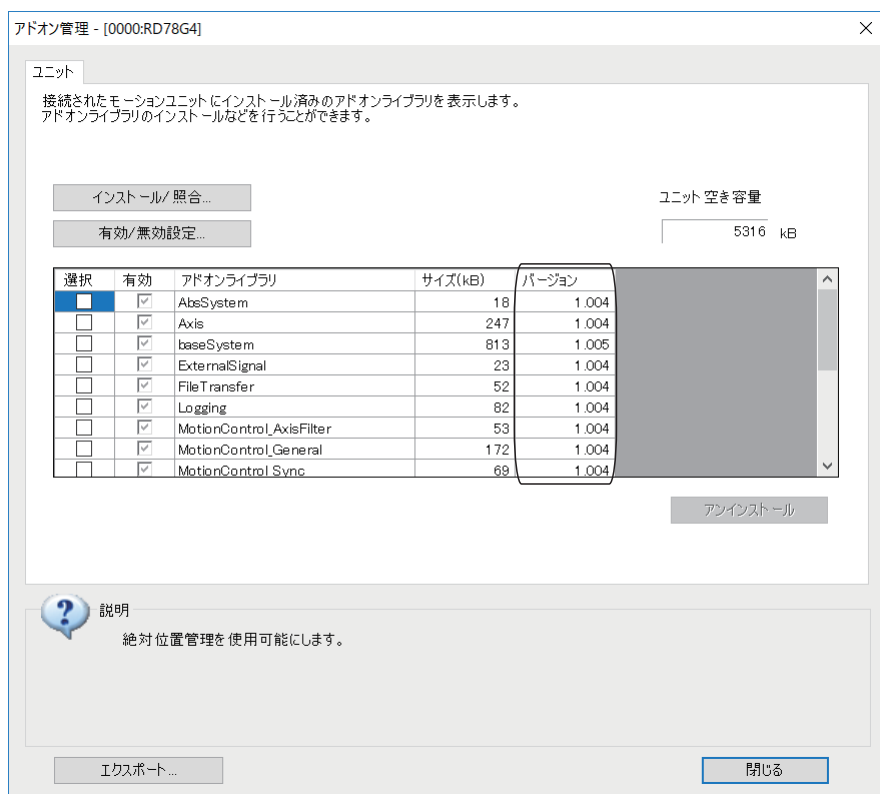 アドオン管理 - [0000:RD78G4]
ユニット
接続されたモーションユニットにインストール済みのアドオンライブラリを表示します。
アドオンライブラリのインストールなどを行うことができます。
インストール/照合...
ユニット空き容量
有効/無効設定...
5316 kB
選択 有効 アドオンライブラリ サイズ(kB) バージョン
AbsSystem 18 1.004
Axis 247 1.004
baseSystem 813 1.005
ExternalSignal 23 1.004
FileTransfer 52 1.004
Logging 82 1.004
MotionControl_AxisFilter 53 1.004
MotionControl_General 172 1.004
MotionControl_Sync 69 1.004
アンインストール
説明
絶対位置管理を使用可能にします。
エクスポート...
閉じる